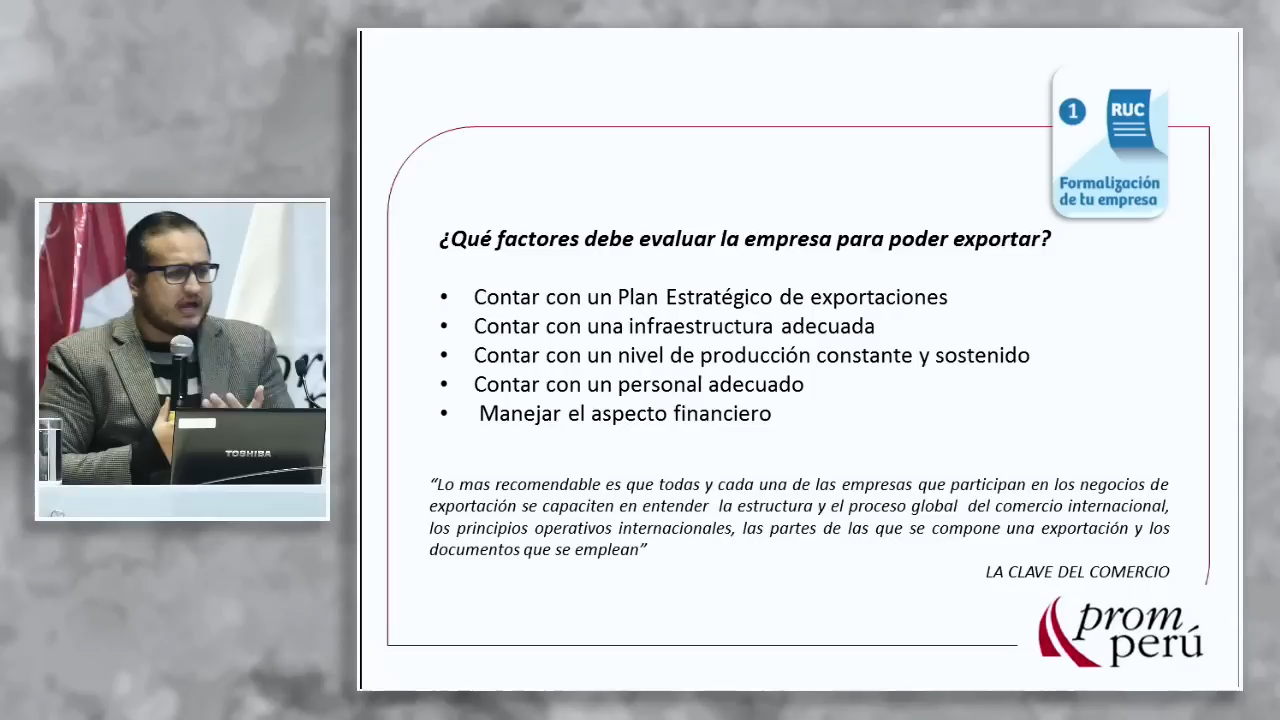 1
RUC
Formalización
de tu empresa
¿Qué factores debe evaluar la empresa para poder exportar?
• Contar con un Plan Estratégico de exportaciones
• Contar con una infraestructura adecuada
• Contar con un nivel de producción constante y sostenido
• Contar con un personal adecuado
• Manejar el aspecto financiero
“Lo mas recomendable es que todas y cada una de las empresas que participan en los negocios de
exportación se capaciten en entender la estructura y el proceso global del comercio internacional,
los principios operativos internacionales, las partes de las que se compone una exportación y los
documentos que se emplean”
LA CLAVE DEL COMERCIO
prom
perú
TOSHIBA